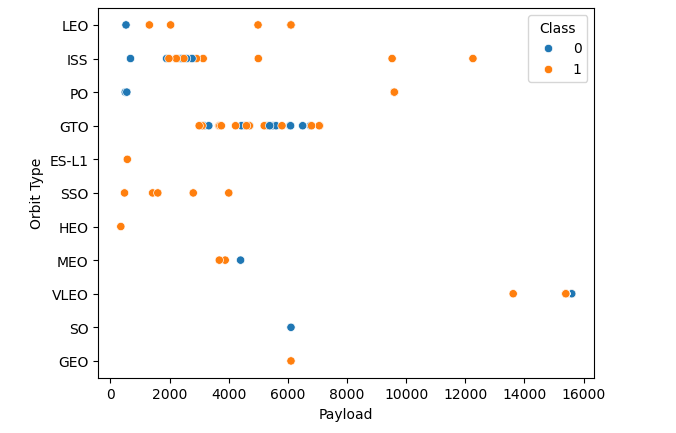 Orbit Type
LEO
ISS
PO
GTO
ES-L1
SSO
HEO
MEO
VLEO
SO
GEO
Class
0
1
0 2000 4000 6000 8000 10000 12000 14000 16000
Payload